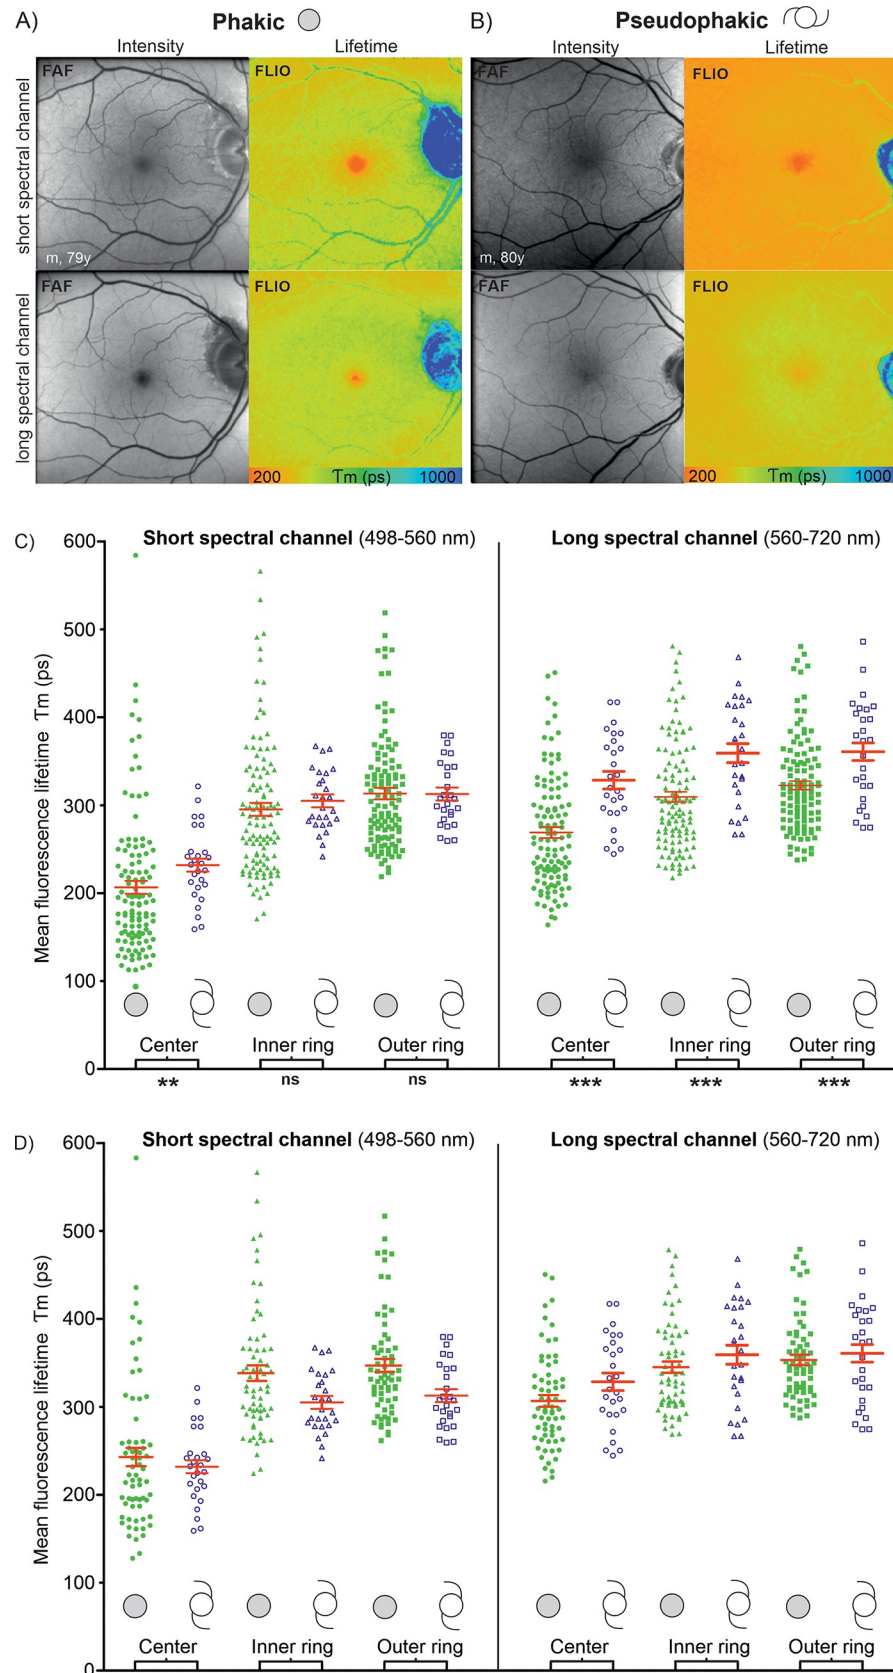 A) Phakic B) Pseudophakic
Intensity Lifetime Intensity Lifetime
short spectral channel
FAF FLIO FAF FLIO
m, 79y m, 80y
long spectral channel
FAF FLIO FAF FLIO
200 Tm (ps) 1000 200 Tm (ps) 1000
C) Short spectral channel (498-560 nm) Long spectral channel (560-720 nm)
Mean fluorescence lifetime Tm (ps)
600
500
400
300
200
100
0
Center Inner ring Outer ring Center Inner ring Outer ring
** ns ns *** *** ***
D) Short spectral channel (498-560 nm) Long spectral channel (560-720 nm)
Mean fluorescence lifetime Tm (ps)
600
500
400
300
200
100
0
Center Inner ring Outer ring Center Inner ring Outer ring